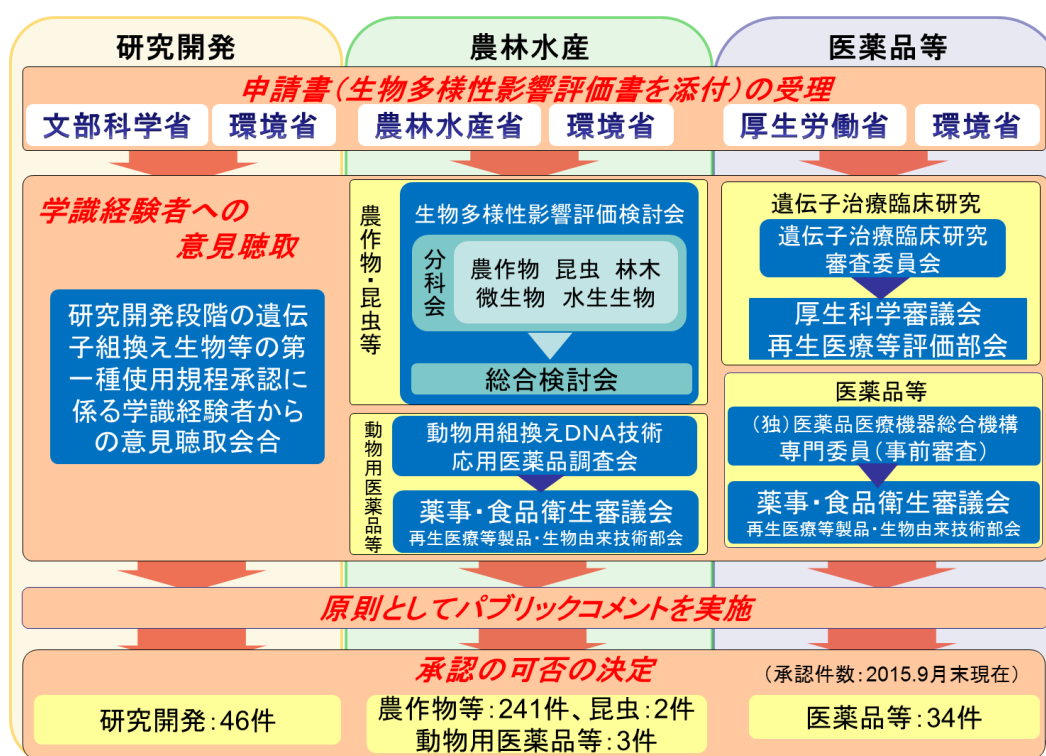 研究開発
農林水産
医薬品等
申請書(生物多様性影響評価書を添付)の受理
文部科学省
環境省
農林水産省
環境省
厚生労働省
環境省
学識経験者への
意見聴取
研究開発段階の遺伝
子組換え生物等の第
一種使用規程承認に
係る学識経験者から
の意見聴取会合
農作物・昆虫等
生物多様性影響評価検討会
分科会
農作物 昆虫 林木
微生物 水生生物
総合検討会
動物用医薬品等
動物用組換えDNA技術
応用医薬品調査会
薬事・食品衛生審議会
再生医療等製品・生物由来技術部会
遺伝子治療臨床研究
遺伝子治療臨床研究
審査委員会
厚生科学審議会
再生医療等評価部会
医薬品等
(独)医薬品医療機器総合機構
専門委員(事前審査)
薬事・食品衛生審議会
再生医療等製品・生物由来技術部会
原則としてパブリックコメントを実施
承認の可否の決定
(承認件数:2015.9月末現在)
研究開発:46件
農作物等:241件、昆虫:2件
動物用医薬品等:3件
医薬品等:34件